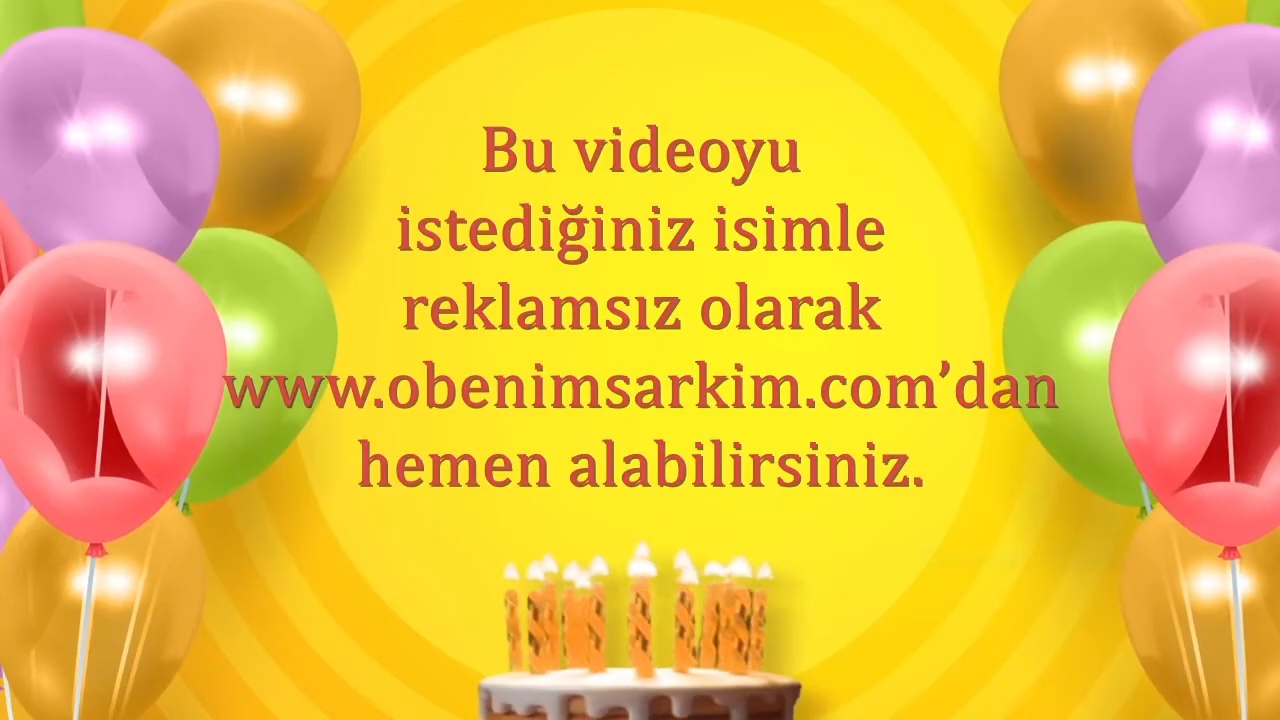 Bu videoyu
istediğiniz isimle
reklamsız olarak
www.obenimsarkim.com’dan
hemen alabilirsiniz.